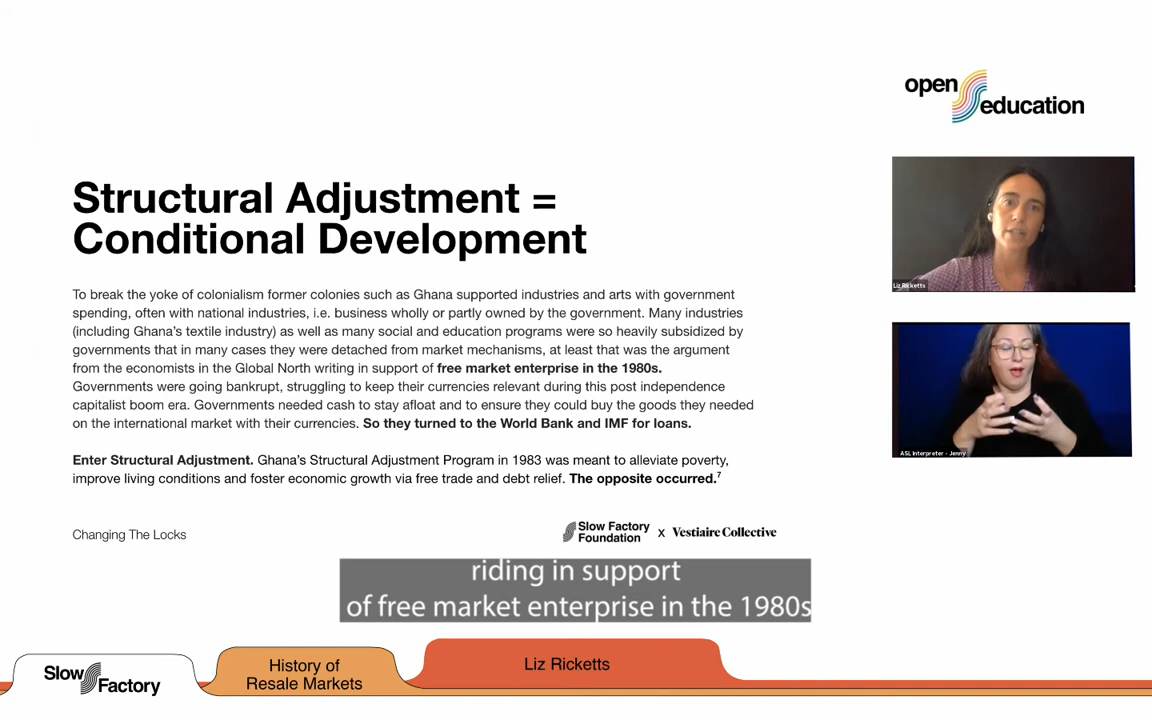 open
education
Structural Adjustment =
Conditional Development
To break the yoke of colonialism former colonies such as Ghana supported industries and arts with government
spending, often with national industries, i.e. business wholly or partly owned by the government. Many industries
(including Ghana's textile industry) as well as many social and education programs were so heavily subsidized by
governments that in many cases they were detached from market mechanisms, at least that was the argument
from the economists in the Global North writing in support of free market enterprise in the 1980s.
Governments were going bankrupt, struggling to keep their currencies relevant during this post independence
capitalist boom era. Governments needed cash to stay afloat and to ensure they could buy the goods they needed
on the international market with their currencies. So they turned to the World Bank and IMF for loans.
Enter Structural Adjustment. Ghana's Structural Adjustment Program in 1983 was meant to alleviate poverty,
improve living conditions and foster economic growth via free trade and debt relief. The opposite occurred.7
Liz Ricketts
ASL Interpreter - Jenny
Changing The Locks
Slow Factory
Foundation x Vestiaire Collective
riding in support
of free market enterprise in the 1980s
Slow
Factory
History of
Resale Markets
Liz Ricketts